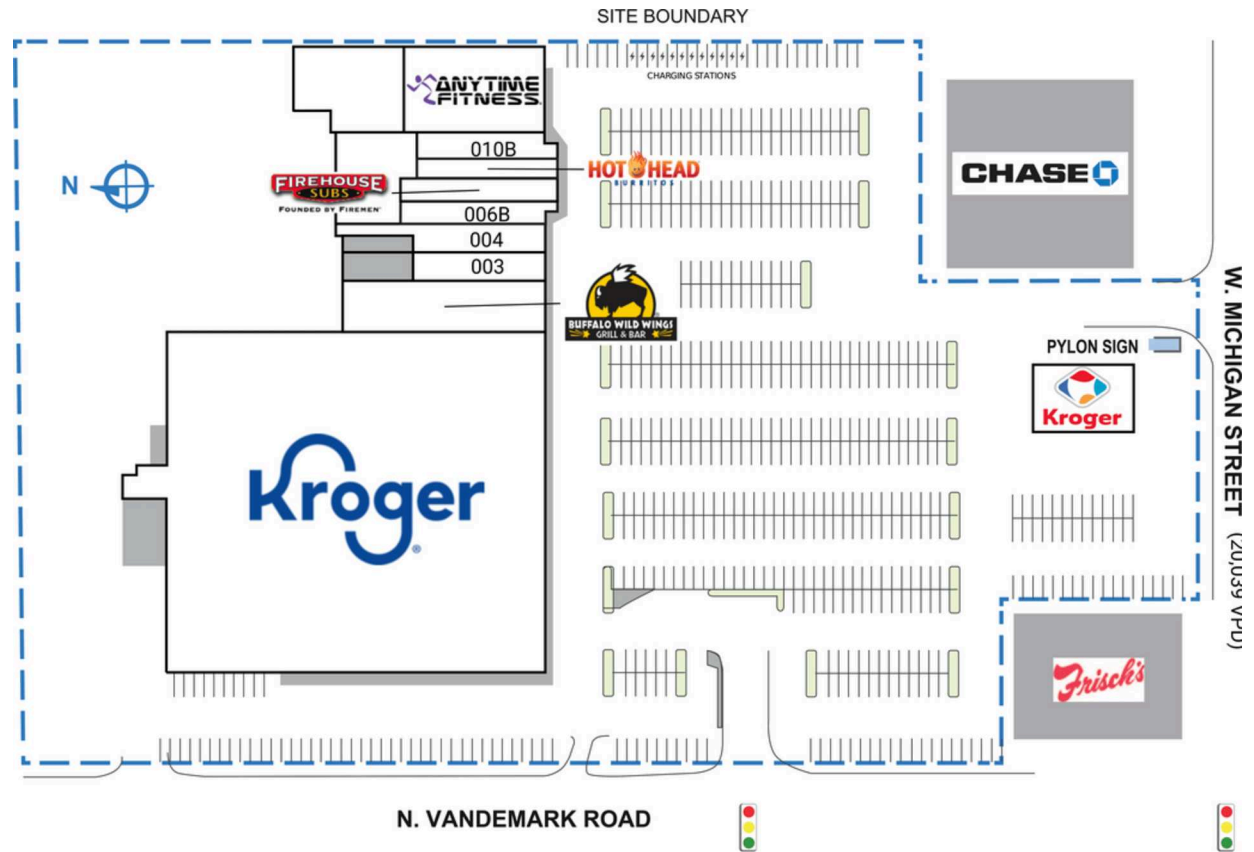 SITE BOUNDARY
CHARGING STATIONS
ANYTIME
FITNESS
010B
HOT HEAD
BURRITOS
FIREHOUSE
SUBS
FOUNDED BY FIREMEN
006B
004
003
N
CHASE
BUFFALO WILD WINGS
GRILL & BAR
PYLON SIGN
Kroger
Kroger
W. MICHIGAN STREET (20,039 VPD)
Frisch's
N. VANDEMARK ROAD